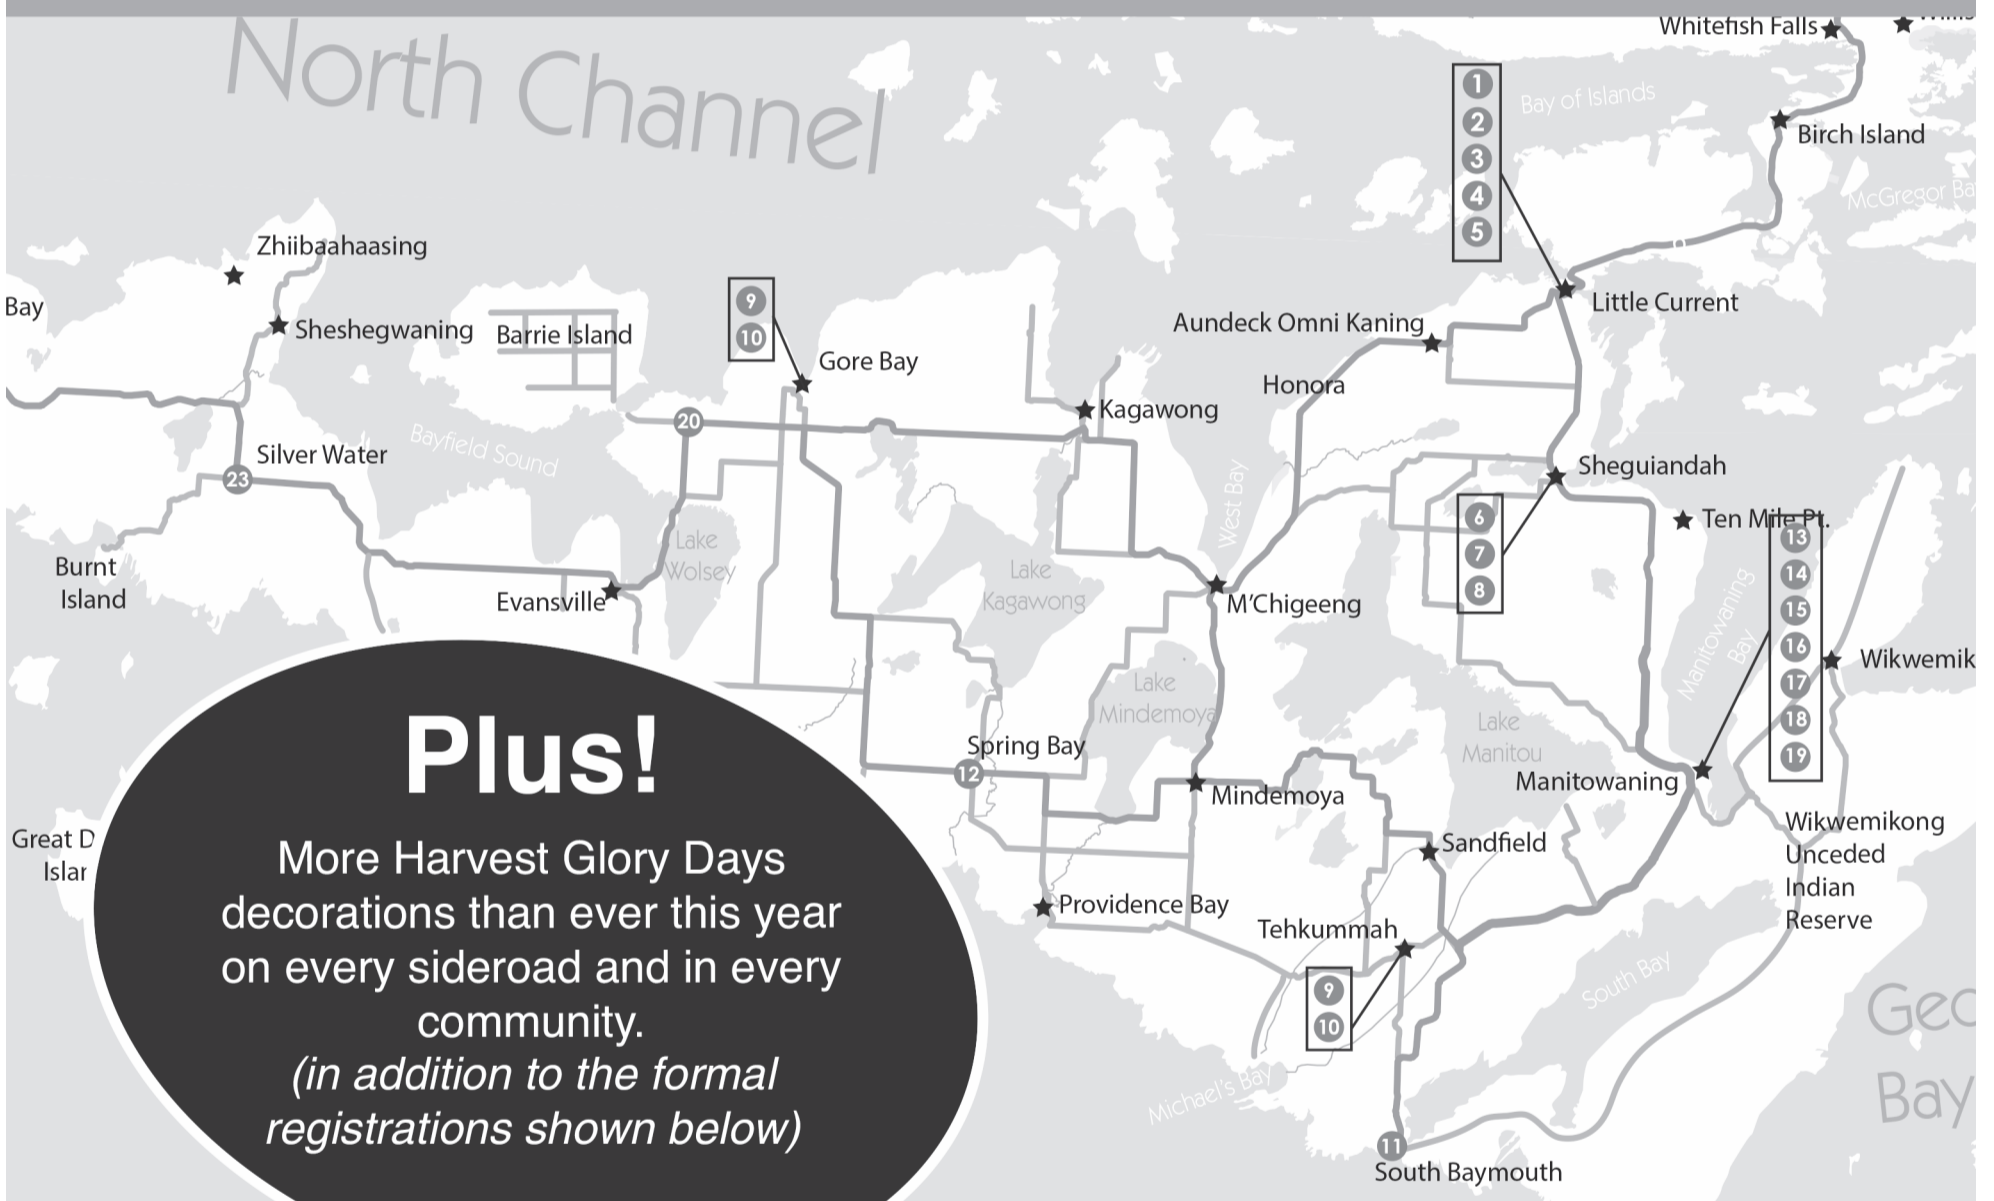 North Channel
Whitefish Falls
Bay of Islands
1
2
3
4
5
Birch Island
McGregor Ba
Zhiibaahaasing
Bay
Sheshegwaning
Barrie Island
9
10
Gore Bay
Little Current
Aundeck Omni Kaning
Honora
Kagawong
20
Bayfield Sound
Silver Water
23
West Bay
Sheguiandah
6
7
8
Ten Mile Pt.
13
14
15
16
17
18
19
Lake
Wolsey
Burnt
Island
Evansville
Lake
Kagawong
M'Chigeeng
Manitowaning
Bay
Wikwemik
Lake
Mindemoya
Lake
Manitou
Spring Bay
12
Mindemoya
Manitowaning
Sandfield
Wikwemikong
Unceded
Indian
Reserve
Great D
Islar
Providence Bay
Tehkummah
9
10
South Bay
Michael's Bay
Geo
Bay
11
South Baymouth
Plus!
More Harvest Glory Days
decorations than ever this year
on every sideroad and in every
community.
(in addition to the formal
registrations shown below)